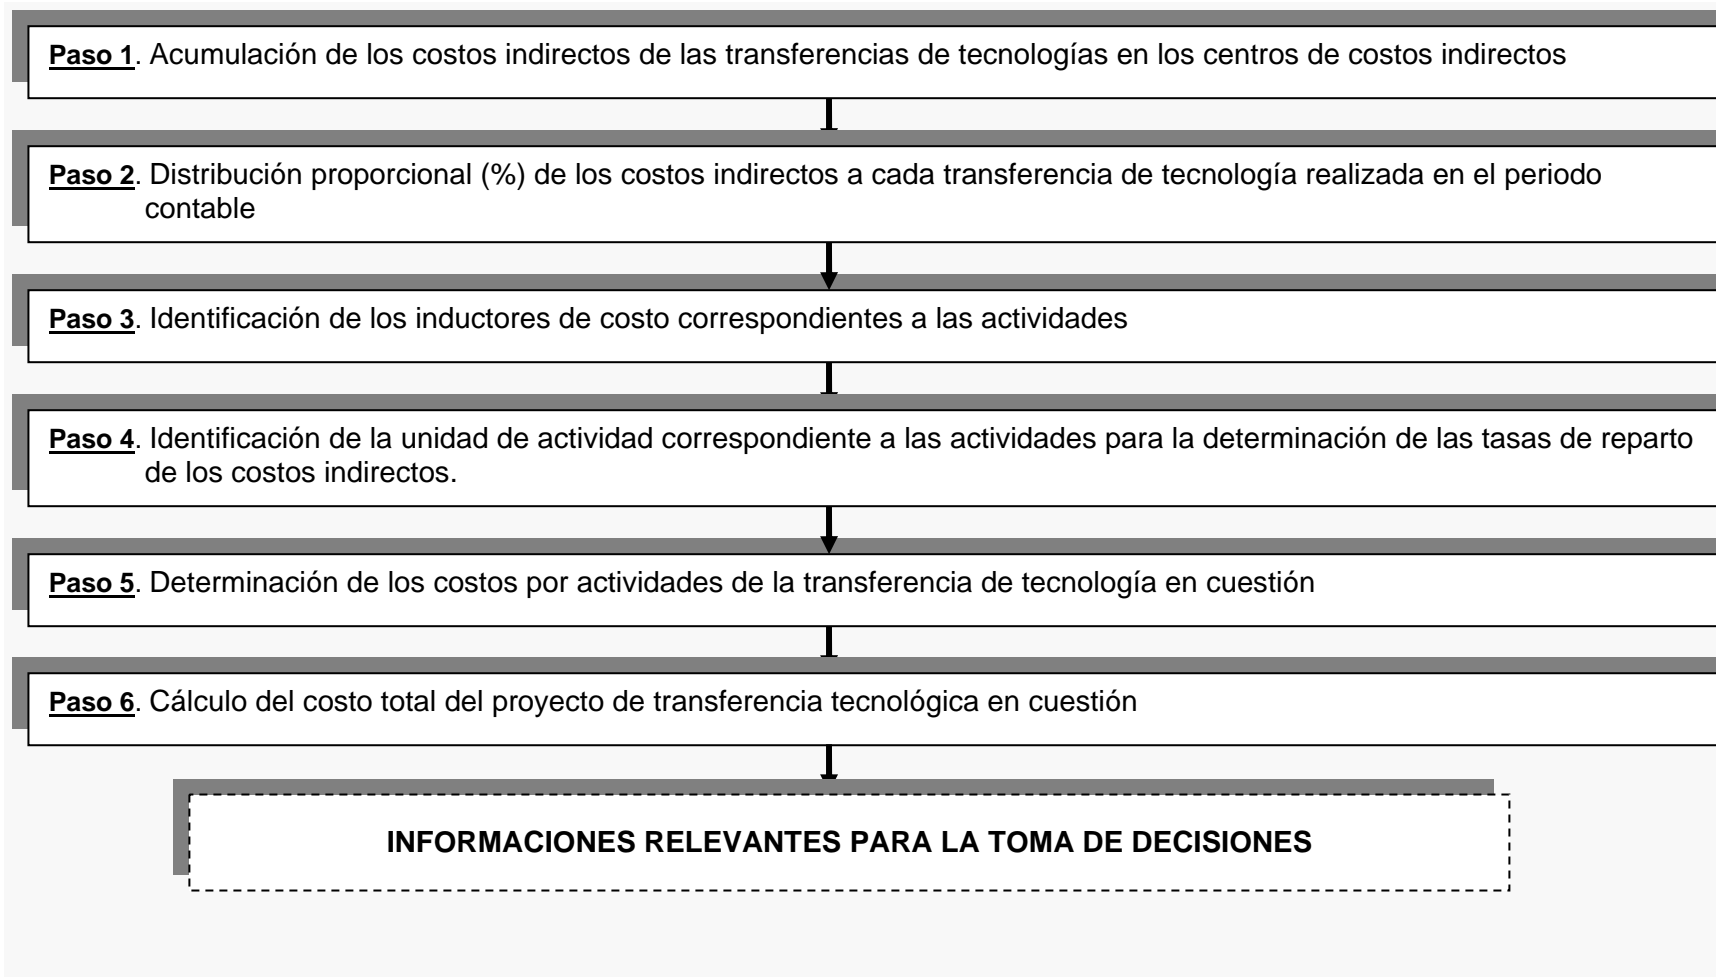 Paso 1. Acumulación de los costos indirectos de las transferencias de tecnologías en los centros de costos indirectos
Paso 2. Distribución proporcional (%) de los costos indirectos a cada transferencia de tecnología realizada en el periodo
contable
Paso 3. Identificación de los inductores de costo correspondientes a las actividades
Paso 4. Identificación de la unidad de actividad correspondiente a las actividades para la determinación de las tasas de reparto
de los costos indirectos.
Paso 5. Determinación de los costos por actividades de la transferencia de tecnología en cuestión
Paso 6. Cálculo del costo total del proyecto de transferencia tecnológica en cuestión
INFORMACIONES RELEVANTES PARA LA TOMA DE DECISIONES